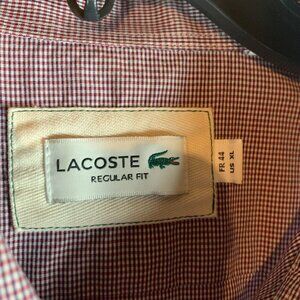 LACOSTE
REGULAR FIT
FR 44
US XL